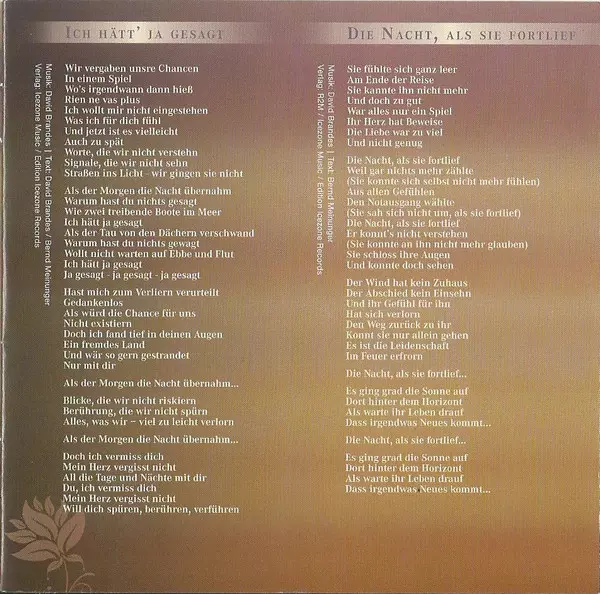 ICH HÄTT' JA GESAGT
Musik: David Brandes | Text: David Brandes / Bernd Meinunger
Verlag: Icezone Music / Edition Icezone Records
Wir vergaben unsre Chancen
In einem Spiel
Wo's irgendwann dann hieß
Rien ne vas plus
Ich wollt mir nicht eingestehen
Was ich für dich fühl
Und jetzt ist es vielleicht
Auch zu spät
Worte, die wir nicht verstehn
Signale, die wir nicht sehn
Straßen ins Licht - wir gingen sie nicht
Als der Morgen die Nacht übernahm
Warum hast du nichts gesagt
Wie zwei treibende Boote im Meer
Ich hätt ja gesagt
Als der Tau von den Dächern verschwand
Warum hast du nichts gewagt
Wollt nicht warten auf Ebbe und Flut
Ich hätt ja gesagt
Ja gesagt - ja gesagt - ja gesagt
Hast mich zum Verliern verurteilt
Gedankenlos
Als würd die Chance für uns
Nicht existiern
Doch ich fand tief in deinen Augen
Ein fremdes Land
Und wär so gern gestrandet
Nur mit dir
Als der Morgen die Nacht übernahm...
Blicke, die wir nicht riskiern
Berührung, die wir nicht spürn
Alles, was wir – viel zu leicht verlorn
Als der Morgen die Nacht übernahm...
Doch ich vermiss dich
Mein Herz vergisst nicht
All die Tage und Nächte mit dir
Du, ich vermiss dich
Mein Herz vergisst nicht
Will dich spüren, berühren, verführen
DIE NACHT, ALS SIE FORTLIEF
Musik: David Brandes | Text: Bernd Meinunger
Verlag: R2M / Icezone Music / Edition Icezone Records
Sie fühlte sich ganz leer
Am Ende der Reise
Sie kannte ihn nicht mehr
Und doch zu gut
War alles nur ein Spiel
Ihr Herz hat Beweise
Die Liebe war zu viel
Und nicht genug
Die Nacht, als sie fortlief
Weil gar nichts mehr zählte
(Sie konnte sich selbst nicht mehr fühlen)
Aus allen Gefühlen
Den Notausgang wählte
(Sie sah sich nicht um, als sie fortlief)
Die Nacht, als sie fortlief
Er konnt's nicht verstehen
(Sie konnte an ihn nicht mehr glauben)
Sie schloss ihre Augen
Und konnte doch sehen
Der Wind hat kein Zuhaus
Der Abschied kein Einsehn
Und ihr Gefühl für ihn
Hat sich verlorn
Den Weg zurück zu ihr
Konnt sie nur allein gehen
Es ist die Leidenschaft
Im Feuer erfrorn
Die Nacht, als sie fortlief...
Es ging grad die Sonne auf
Dort hinter dem Horizont
Als warte ihr Leben drauf
Dass irgendwas Neues kommt...
Die Nacht, als sie fortlief...
Es ging grad die Sonne auf
Dort hinter dem Horizont
Als warte ihr Leben drauf
Dass irgendwas Neues kommt...